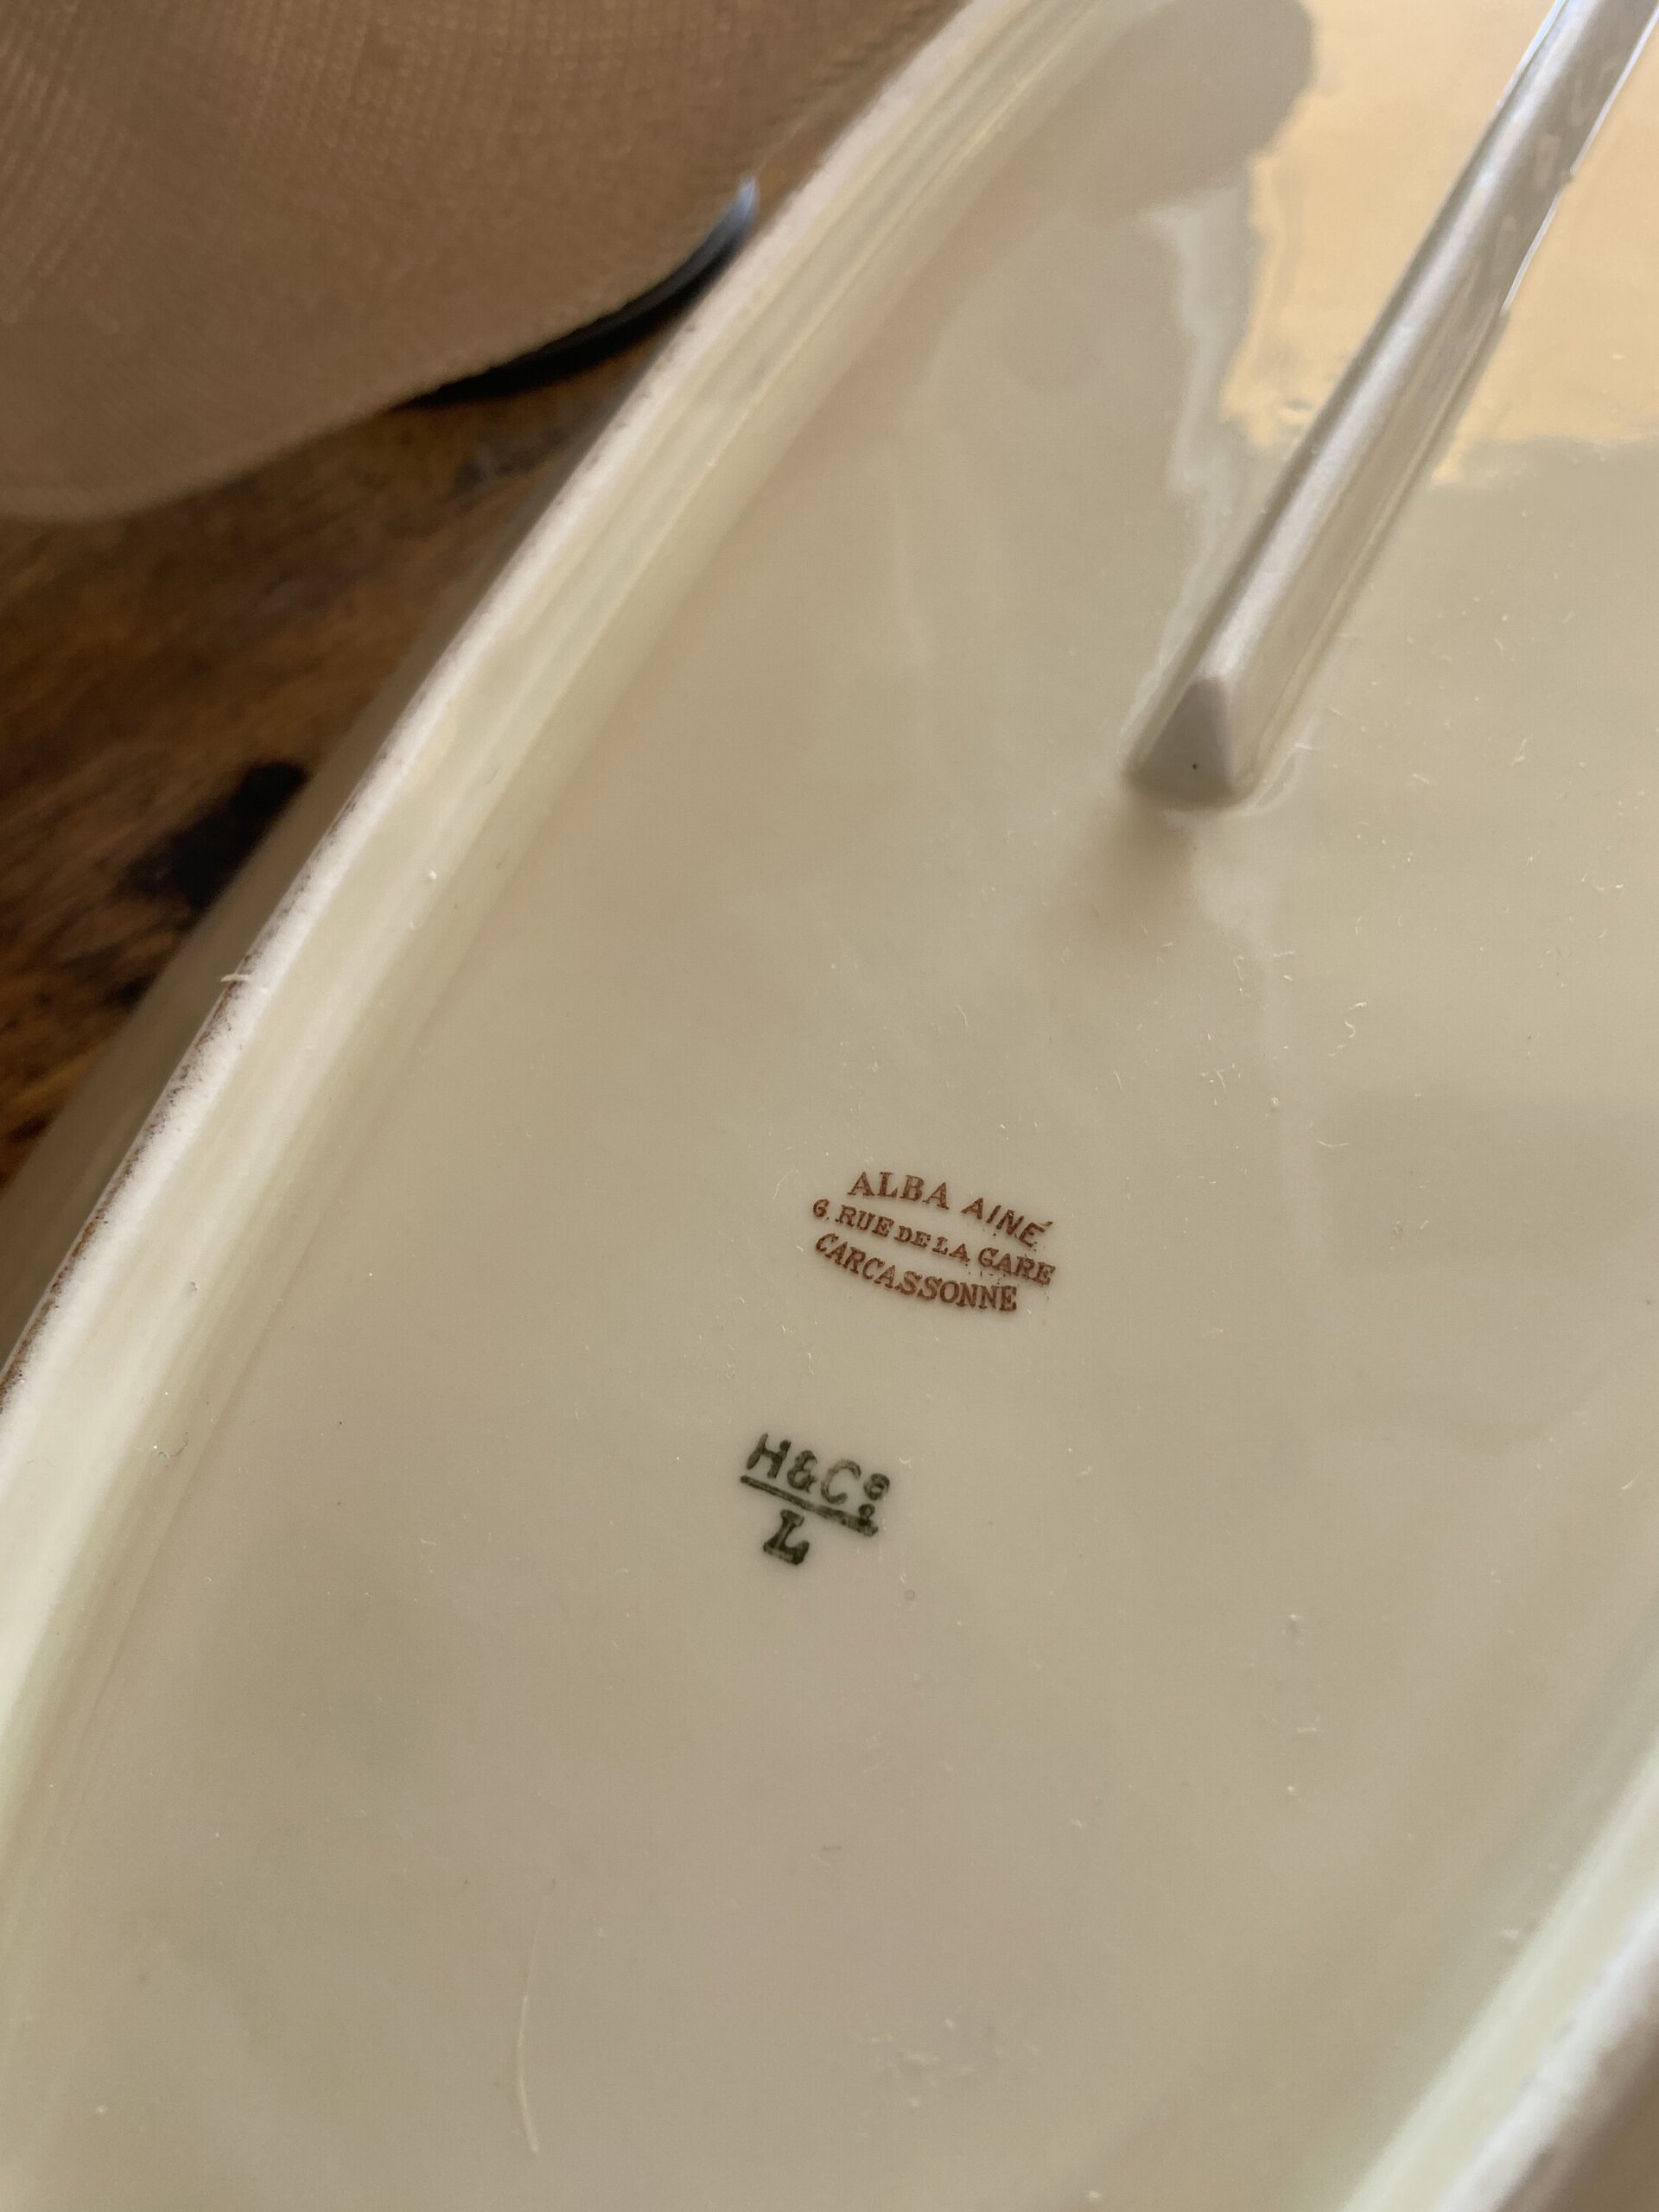 ALBA AINÉ
6. RUE DE LA GARE
CARCASSONNE
H&Cº
L